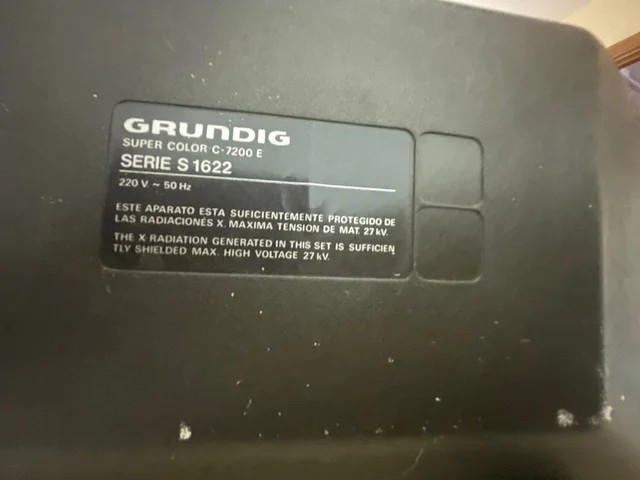 GRUNDIG
SUPER COLOR C-7200 E
SERIE S 1622
220 V ~ 50 Hz
ESTE APARATO ESTA SUFICIENTEMENTE PROTEGIDO DE
LAS RADIACIONES X. MAXIMA TENSION DE MAT. 27 kV.
THE X RADIATION GENERATED IN THIS SET IS SUFFICIEN
TLY SHIELDED MAX. HIGH VOLTAGE 27 kV.